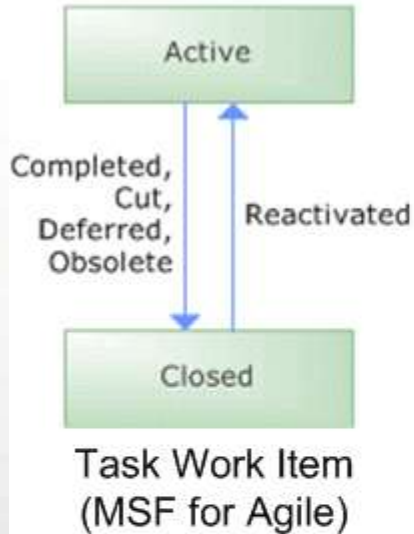 Active
Completed,
Cut,
Deferred,
Obsolete
Reactivated
Closed
Task Work Item
(MSF for Agile)